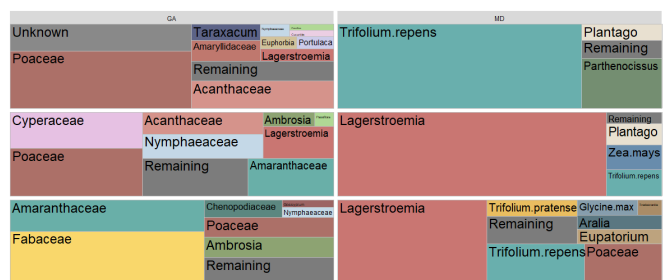 GA
MD
Unknown
Poaceae
Taraxacum
Nymphaeaceae
Amaryllidaceae
Euphorbia
Portulaca
Lagerstroemia
Remaining
Acanthaceae
Trifolium.repens
Plantago
Remaining
Parthenocissus
Cyperaceae
Poaceae
Acanthaceae
Nymphaeaceae
Remaining
Ambrosia
Lagerstroemia
Amaranthaceae
Lagerstroemia
Remaining
Plantago
Zea.mays
Trifolium.repens
Amaranthaceae
Fabaceae
Chenopodiaceae
Nymphaeaceae
Poaceae
Ambrosia
Remaining
Lagerstroemia
Trifolium.pratense
Remaining
Trifolium.repens
Glycine.max
Aralia
Eupatorium
Poaceae